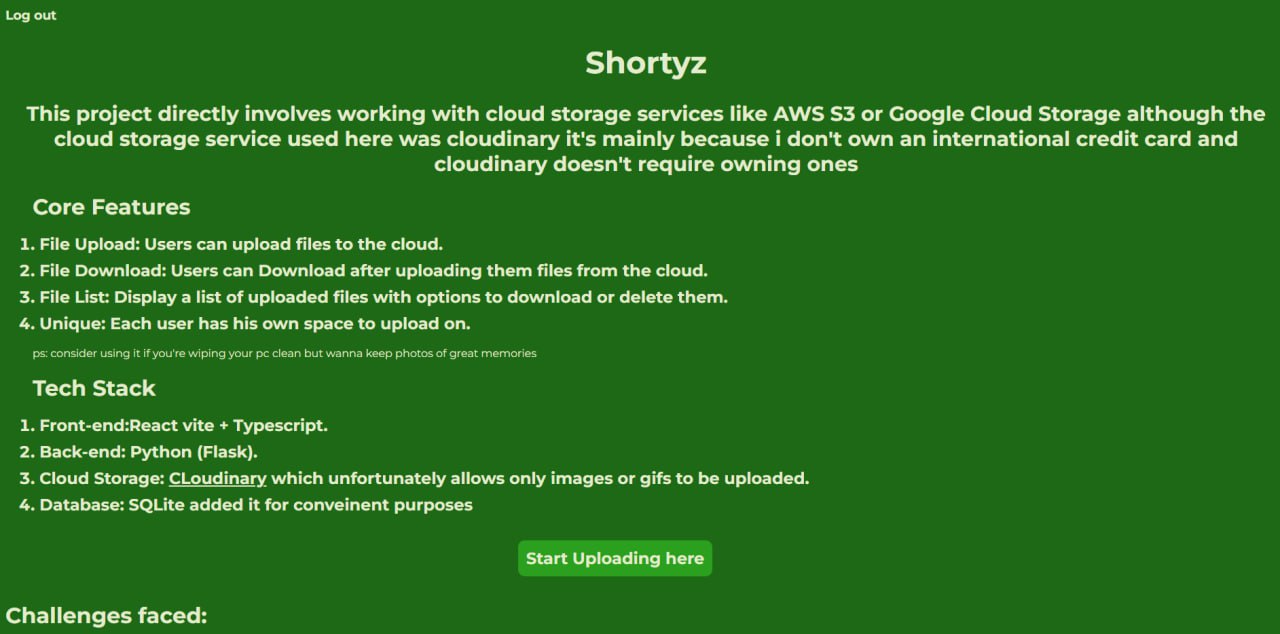 Log out
Shortyz
This project directly involves working with cloud storage services like AWS S3 or Google Cloud Storage although the
cloud storage service used here was cloudinary it's mainly because i don't own an international credit card and
cloudinary doesn't require owning ones
Core Features
1. File Upload: Users can upload files to the cloud.
2. File Download: Users can Download after uploading them files from the cloud.
3. File List: Display a list of uploaded files with options to download or delete them.
4. Unique: Each user has his own space to upload on.
ps: consider using it if you're wiping your pc clean but wanna keep photos of great memories
Tech Stack
1. Front-end:React vite + Typescript.
2. Back-end: Python (Flask).
3. Cloud Storage: CLoudinary which unfortunately allows only images or gifs to be uploaded.
4. Database: SQLite added it for conveinent purposes
Start Uploading here
Challenges faced: